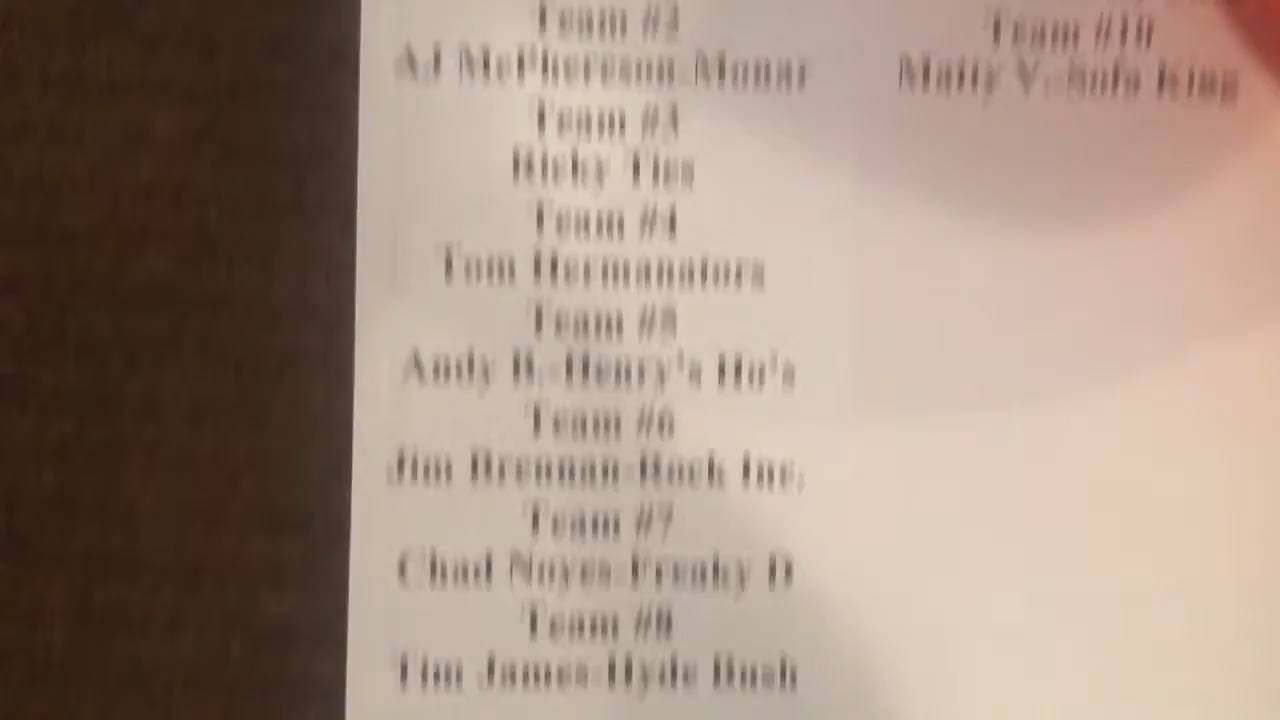 Team #2
AJ McPhereson-Monar
Team #3
Ricky Ties
Team #4
Tom Hermanators
Team #5
Andy B.-Henry's Ho's
Team #6
Jim Brennan-Rock Inc.
Team #7
Chad Noyes-Freaky D
Team #8
Tim James-Hyde Bush
Team #10
Matty V.-Sofa King